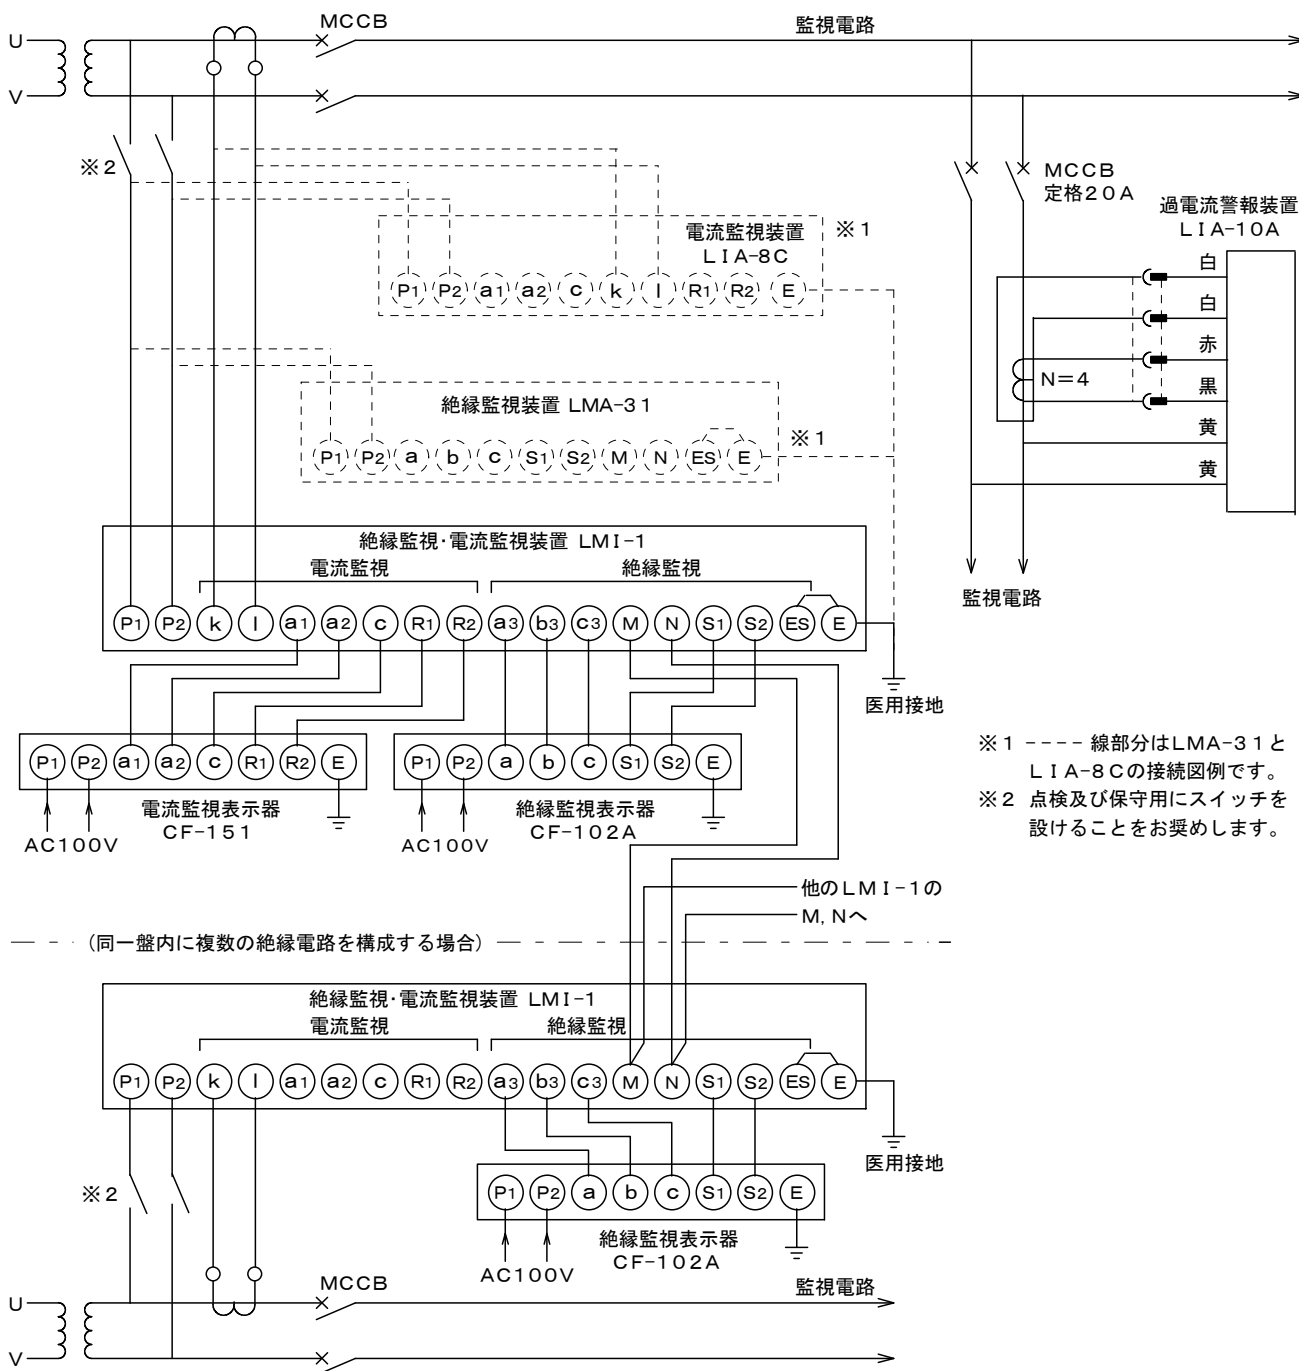 U
V
MCCB
監視電路
※2
MCCB
定格20A
過電流警報装置
LIA-10A
白
白
赤
黒
黄
黄
N=4
監視電路
電流監視装置
LIA-8C
※1
P1 P2 a1 a2 c k l R1 R2 E
絶縁監視装置 LMA-31
※1
P1 P2 a b c S1 S2 M N ES E
絶縁監視・電流監視装置 LMI-1
電流監視 絶縁監視
P1 P2 k l a1 a2 c R1 R2 a3 b3 c3 M N S1 S2 ES E
医用接地
P1 P2 a1 a2 c R1 R2 E
電流監視表示器
CF-151
AC100V
P1 P2 a b c S1 S2 E
絶縁監視表示器
CF-102A
AC100V
※1 ---- 線部分はLMA-31と
LIA-8Cの接続図例です。
※2 点検及び保守用にスイッチを
設けることをお奨めします。
他のLMI-1の
M,Nへ
(同一盤内に複数の絶縁電路を構成する場合)
絶縁監視・電流監視装置 LMI-1
電流監視 絶縁監視
P1 P2 k l a1 a2 c R1 R2 a3 b3 c3 M N S1 S2 ES E
医用接地
※2
P1 P2 a b c S1 S2 E
絶縁監視表示器
CF-102A
AC100V
MCCB
監視電路
U
V